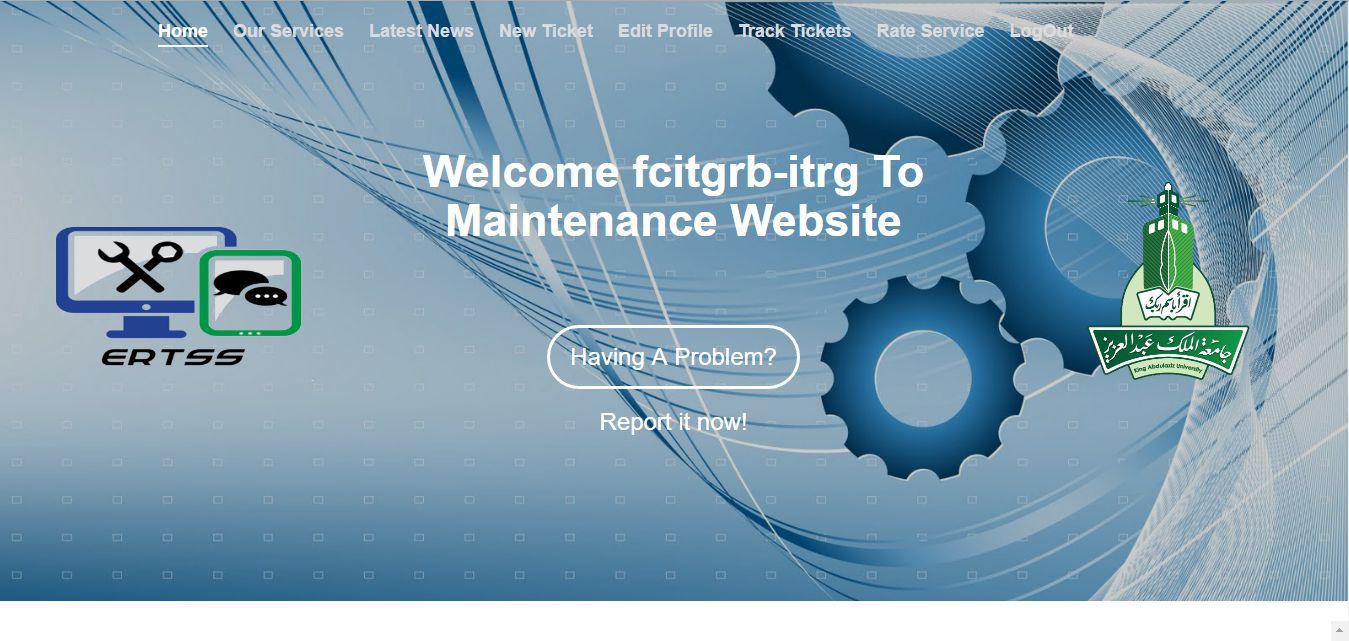 Home Our Services Latest News New Ticket Edit Profile Track Tickets Rate Service LogOut
Welcome fcitgrb-itrg To
Maintenance Website
ERTSS
Having A Problem?
Report it now!
اقرأ باسم ربك
جامعة الملك عبدالعزيز
King Abdulaziz University